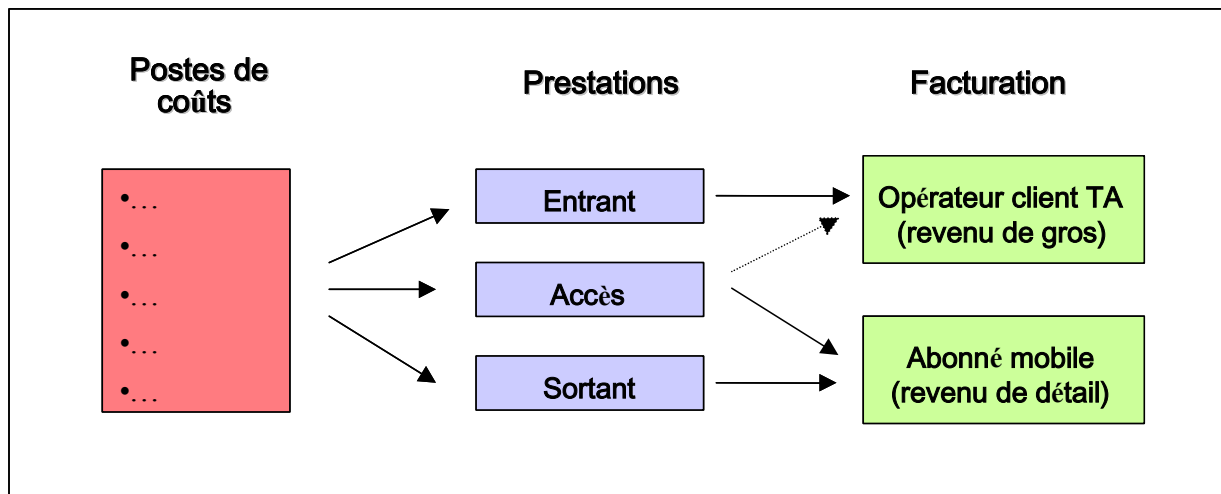 Postes de
coûts
Prestations
Facturation
•...
•...
•...
•...
•...
Entrant
Accès
Sortant
Opérateur client TA
(revenu de gros)
Abonné mobile
(revenu de détail)